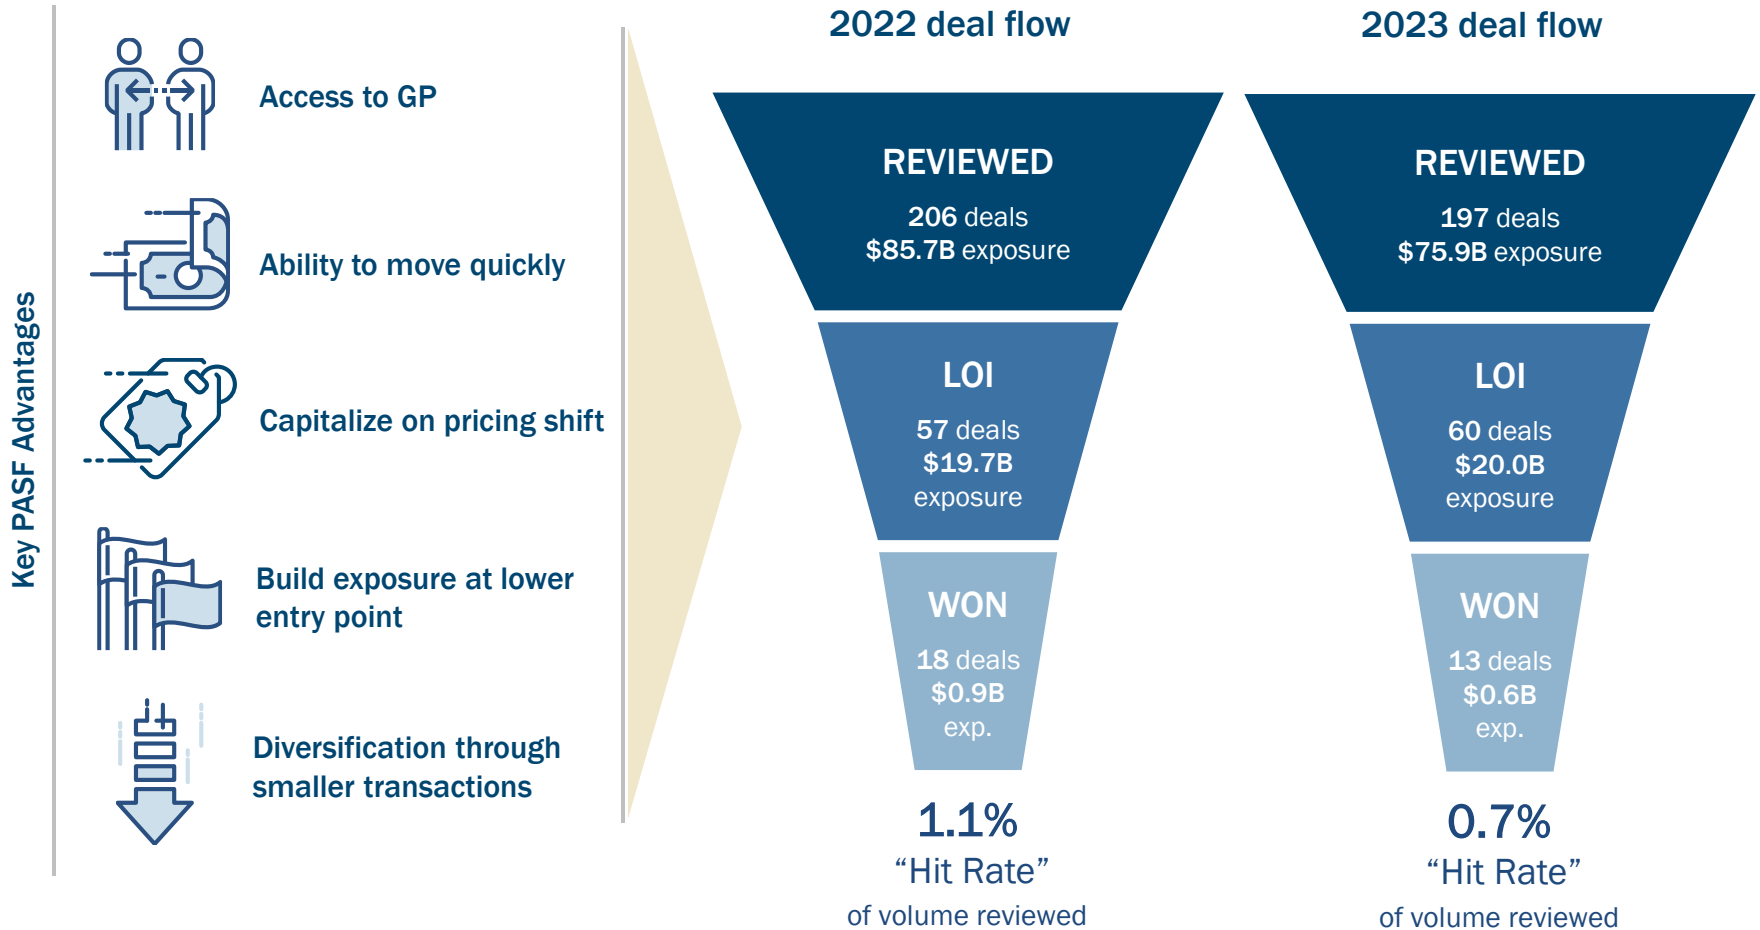 Key PASF Advantages
Access to GP
Ability to move quickly
Capitalize on pricing shift
Build exposure at lower
entry point
Diversification through
smaller transactions
2022 deal flow
REVIEWED
206 deals
$85.7B exposure
LOI
57 deals
$19.7B
exposure
WON
18 deals
$0.9B
exp.
1.1%
“Hit Rate”
of volume reviewed
2023 deal flow
REVIEWED
197 deals
$75.9B exposure
LOI
60 deals
$20.0B
exposure
WON
13 deals
$0.6B
exp.
0.7%
“Hit Rate”
of volume reviewed